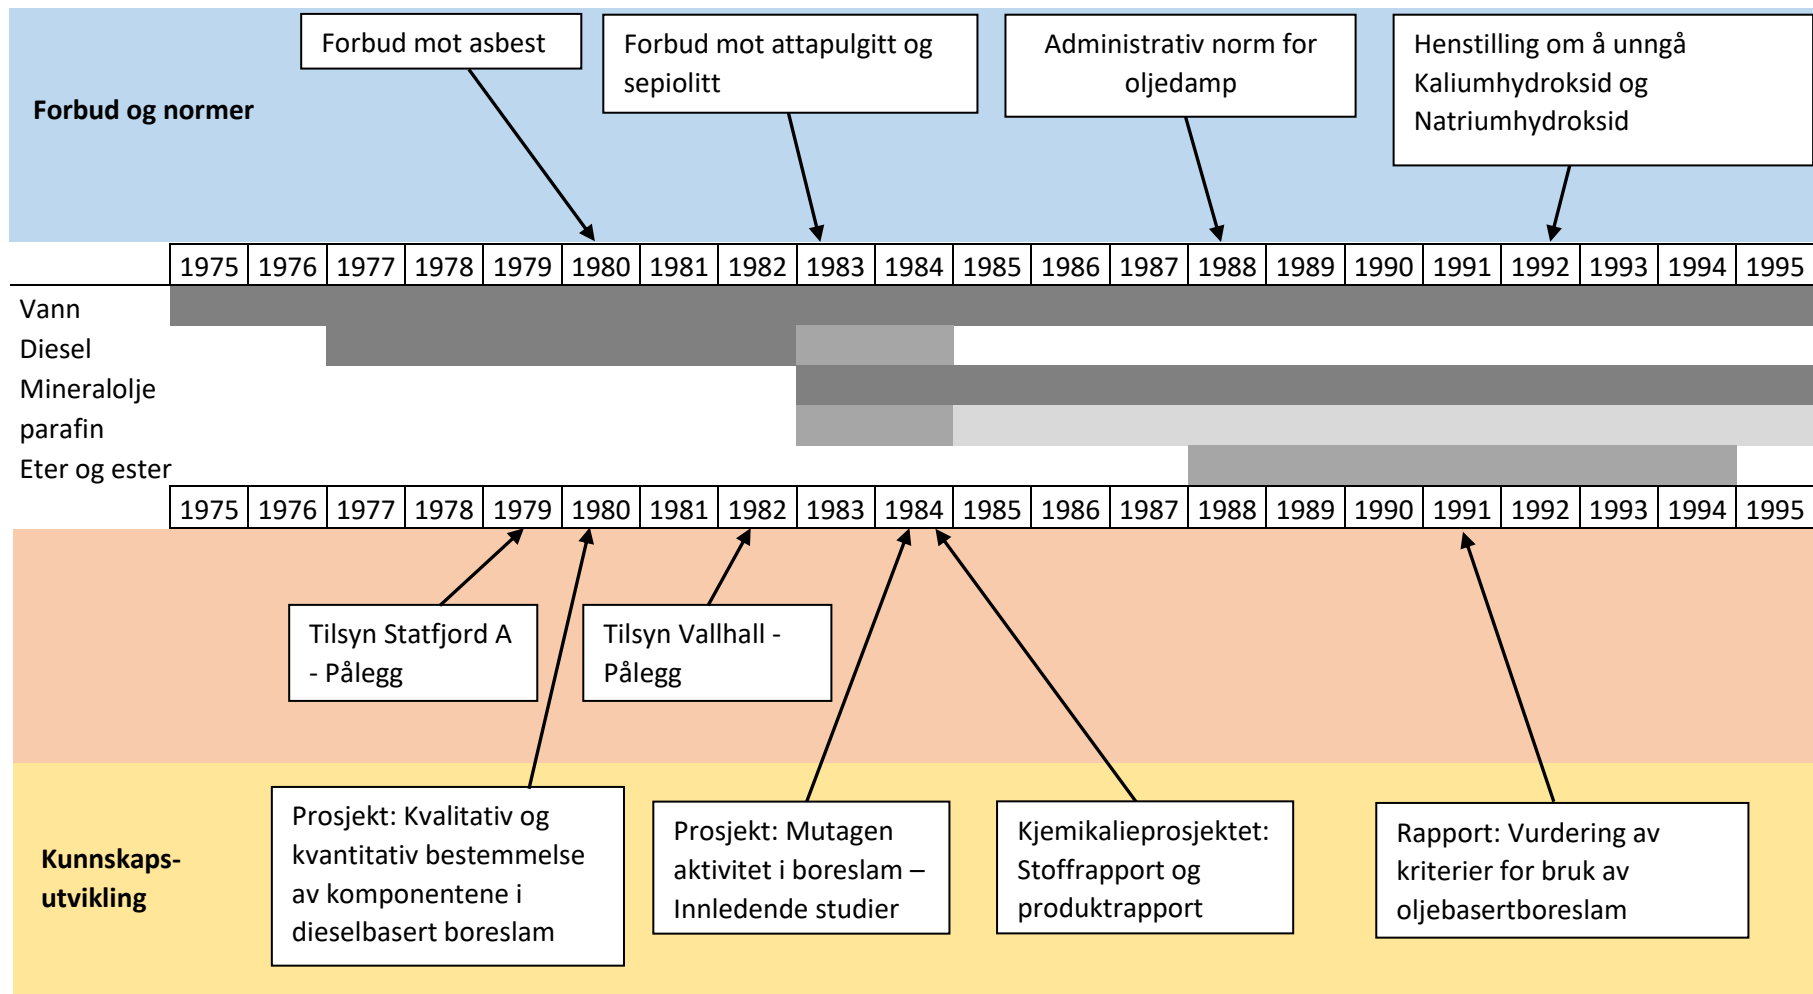 Forbud mot asbest
Forbud mot attapulgitt og
sepiolitt
Administrativ norm for
oljedamp
Henstilling om å unngå
Kaliumhydroksid og
Natriumhydroksid
Forbud og normer
1975 1976 1977 1978 1979 1980 1981 1982 1983 1984 1985 1986 1987 1988 1989 1990 1991 1992 1993 1994 1995
Vann
Diesel
Mineralolje
parafin
Eter og ester
1975 1976 1977 1978 1979 1980 1981 1982 1983 1984 1985 1986 1987 1988 1989 1990 1991 1992 1993 1994 1995
Tilsyn Statfjord A
- Pålegg
Tilsyn Vallhall -
Pålegg
Kunnskaps-
utvikling
Prosjekt: Kvalitativ og
kvantitativ bestemmelse
av komponentene i
dieselbasert boreslam
Prosjekt: Mutagen
aktivitet i boreslam –
Innledende studier
Kjemikalieprosjektet:
Stoffrapport og
produktrapport
Rapport: Vurdering av
kriterier for bruk av
oljebasertboreslam